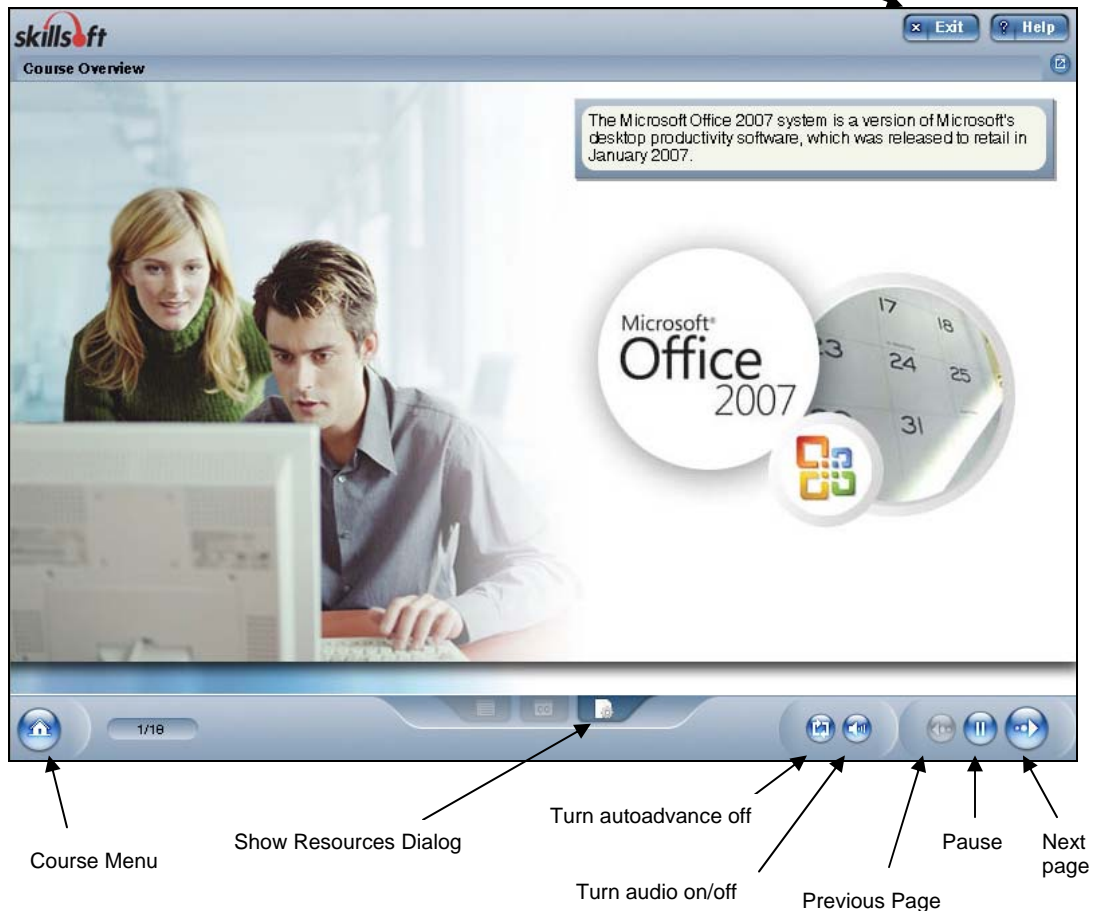 skillsoft
Exit
Help
Course Overview
The Microsoft Office 2007 system is a version of Microsoft's
desktop productivity software, which was released to retail in
January 2007.
Microsoft®
Office
2007
17
18
23
24
25
31
CC
1/18
Turn autoadvance off
Show Resources Dialog
Pause
Next
page
Course Menu
Turn audio on/off
Previous Page